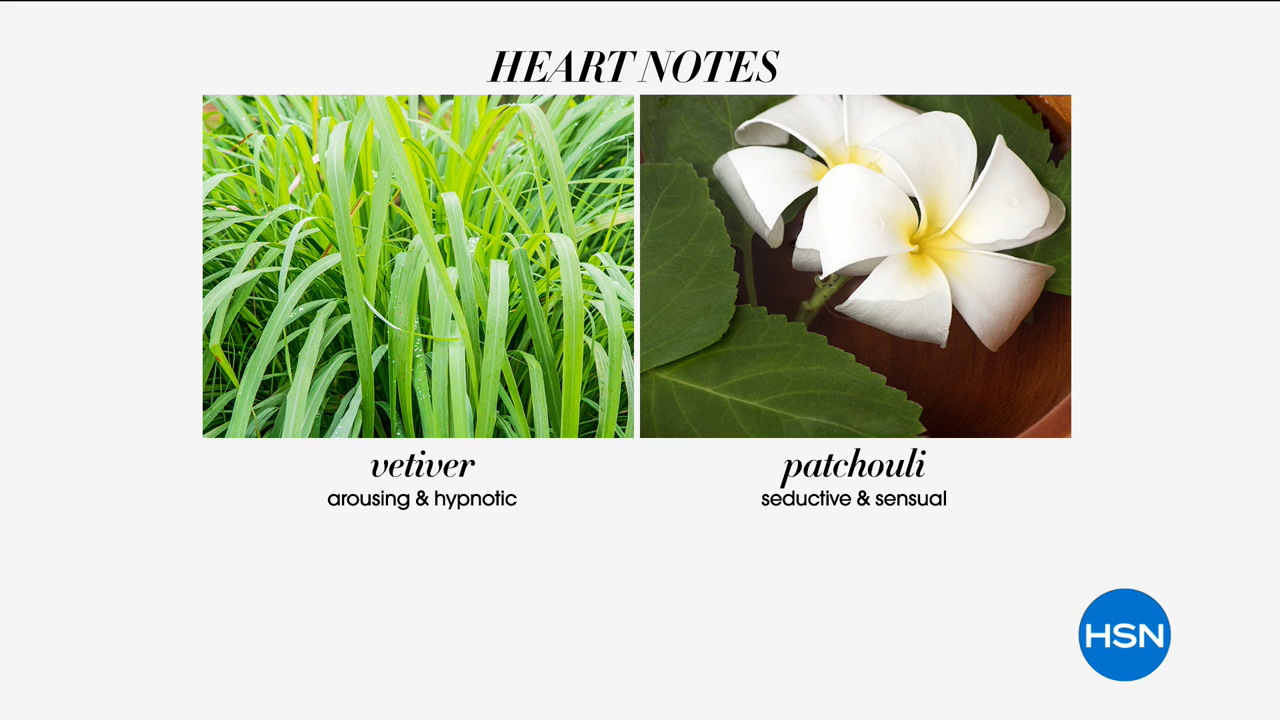 HEART NOTES
vetiver
arousing & hypnotic
patchouli
seductive & sensual
HSN